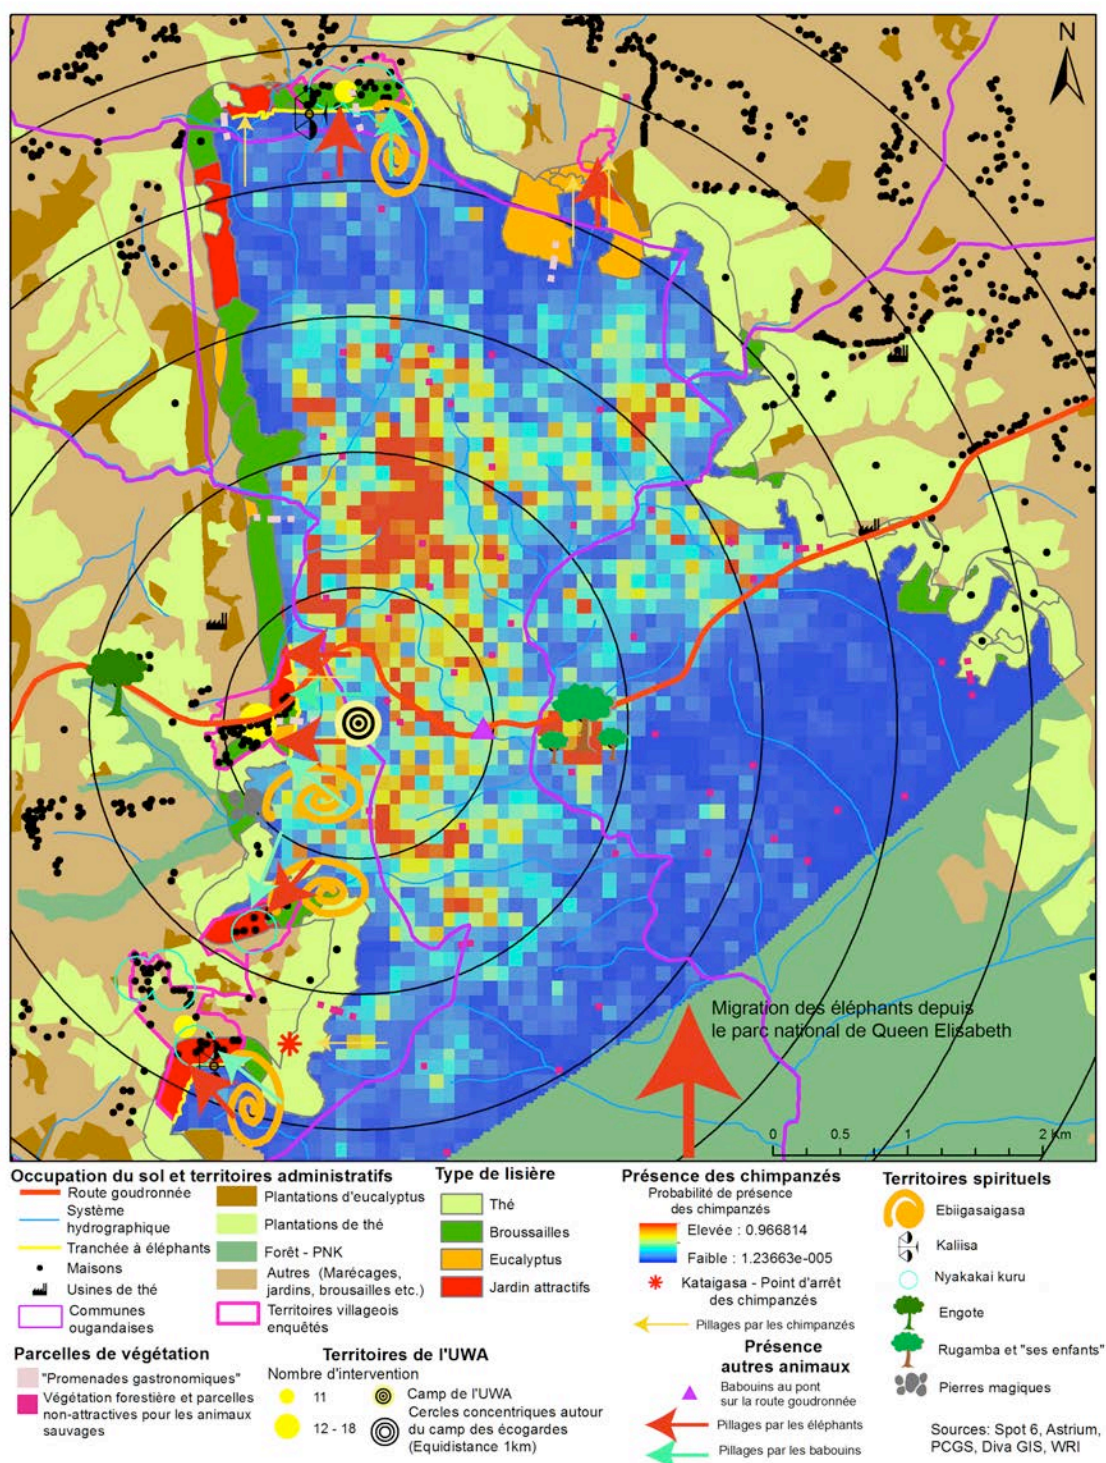 N
Migration des éléphants depuis
le parc national de Queen Elisabeth
0 0.5 1 2 Km
Occupation du sol et territoires administratifs
Route goudronnée
Système
hydrographique
Tranchée à éléphants
Maisons
Usines de thé
Communes
ougandaises
Plantations d'eucalyptus
Plantations de thé
Forêt - PNK
Autres (Marécages,
jardins, brousailles etc.)
Territoires villageois
enquêtés
Type de lisière
Thé
Broussailles
Eucalyptus
Jardin attractifs
Présence des chimpanzés
Probabilité de présence
des chimpanzés
Elevée : 0.966814
Faible : 1.23663e-005
Kataigasa - Point d'arrêt
des chimpanzés
Pillages par les chimpanzés
Présence
autres animaux
Babouins au pont
sur la route goudronnée
Pillages par les éléphants
Pillages par les babouins
Territoires spirituels
Ebiigasaigasa
Kaliisa
Nyakakai kuru
Engote
Rugamba et "ses enfants"
Pierres magiques
Parcelles de végétation
"Promenades gastronomiques"
Végétation forestière et parcelles
non-attractives pour les animaux
sauvages
Territoires de l'UWA
Nombre d'intervention
11
12 - 18
Camp de l'UWA
Cercles concentriques autour
du camp des écogardes
(Equidistance 1km)
Sources: Spot 6, Astrium,
PCGS, Diva GIS, WRI